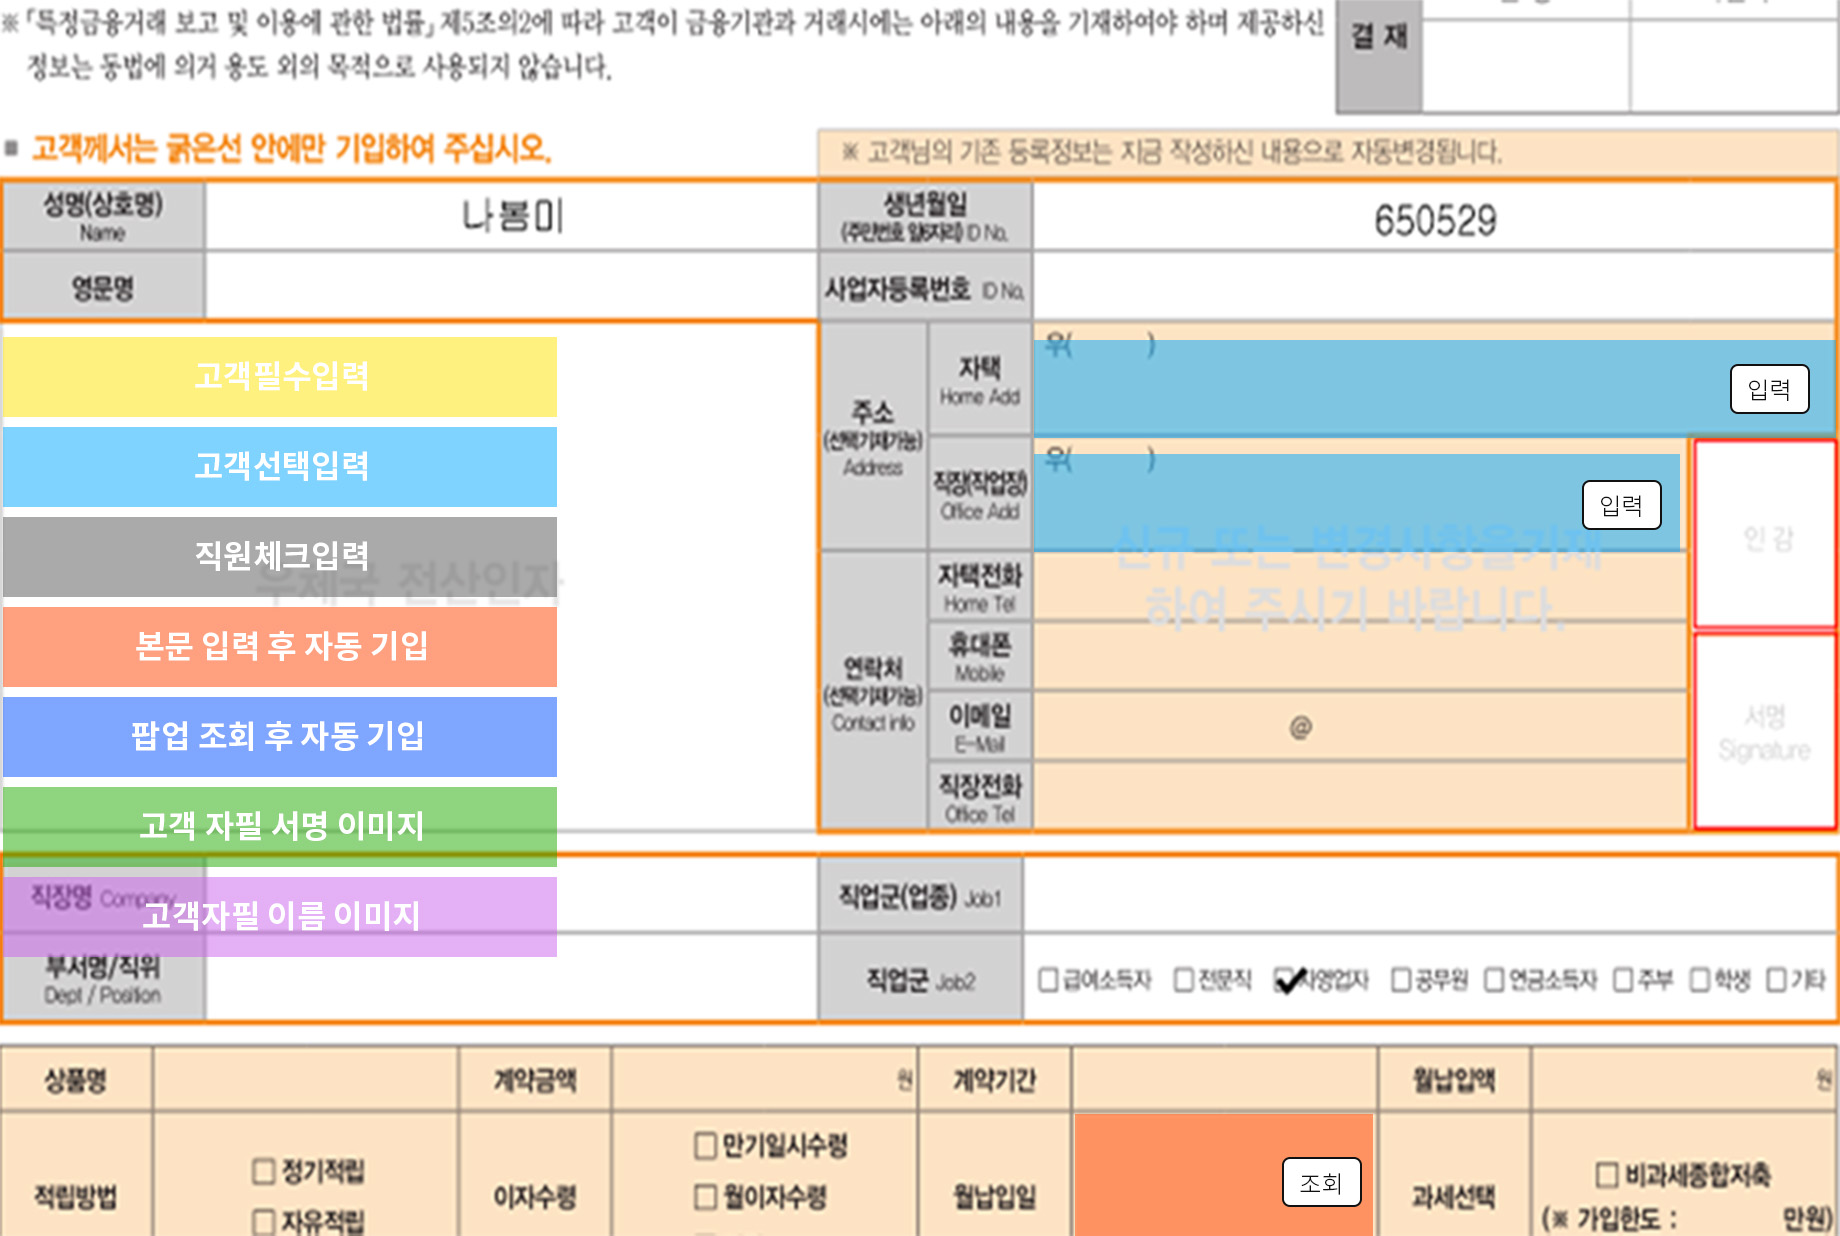 ※ 「특정금융거래 보고 및 이용에 관한 법률」 제5조의2에 따라 고객이 금융기관과 거래시에는 아래의 내용을 기재하여야 하며 제공하신
정보는 동법에 의거 용도 외의 목적으로 사용되지 않습니다.
결 재
■ 고객께서는 굵은선 안에만 기입하여 주십시오.
※ 고객님의 기존 등록정보는 지금 작성하신 내용으로 자동변경됩니다.
성명(상호명)
Name
나봉미
생년월일
(주민번호 앞6자리) ID No.
650529
영문명
사업자등록번호 ID No.
고객필수입력
고객선택입력
직원체크입력
우체국 전산인자
본문 입력 후 자동 기입
팝업 조회 후 자동 기입
고객 자필 서명 이미지
고객자필 이름 이미지
주소
(선택기재가능)
Address
자택
Home Add
우( )
입력
직장(작업장)
Office Add
우( )
입력
신규 또는 변경사항을기재
하여 주시기 바랍니다.
인 감
연락처
(선택기재가능)
Contact info
자택전화
Home Tel
휴대폰
Mobile
이메일
E-Mail
@
직장전화
Office Tel
서명
Signature
직장명 Company
직업군(업종) Job1
부서명/직위
Dept / Position
직업군 Job2
□ 급여소득자 □ 전문직 ✔자영업자 □ 공무원 □ 연금소득자 □ 주부 □ 학생 □ 기타
상품명
계약금액
원
계약기간
월납입액
원
적립방법
□ 정기적립
□ 자유적립
이자수령
□ 만기일시수령
□ 월이자수령
월납입일
조회
과세선택
□ 비과세종합저축
(※ 가입한도 : 만원)